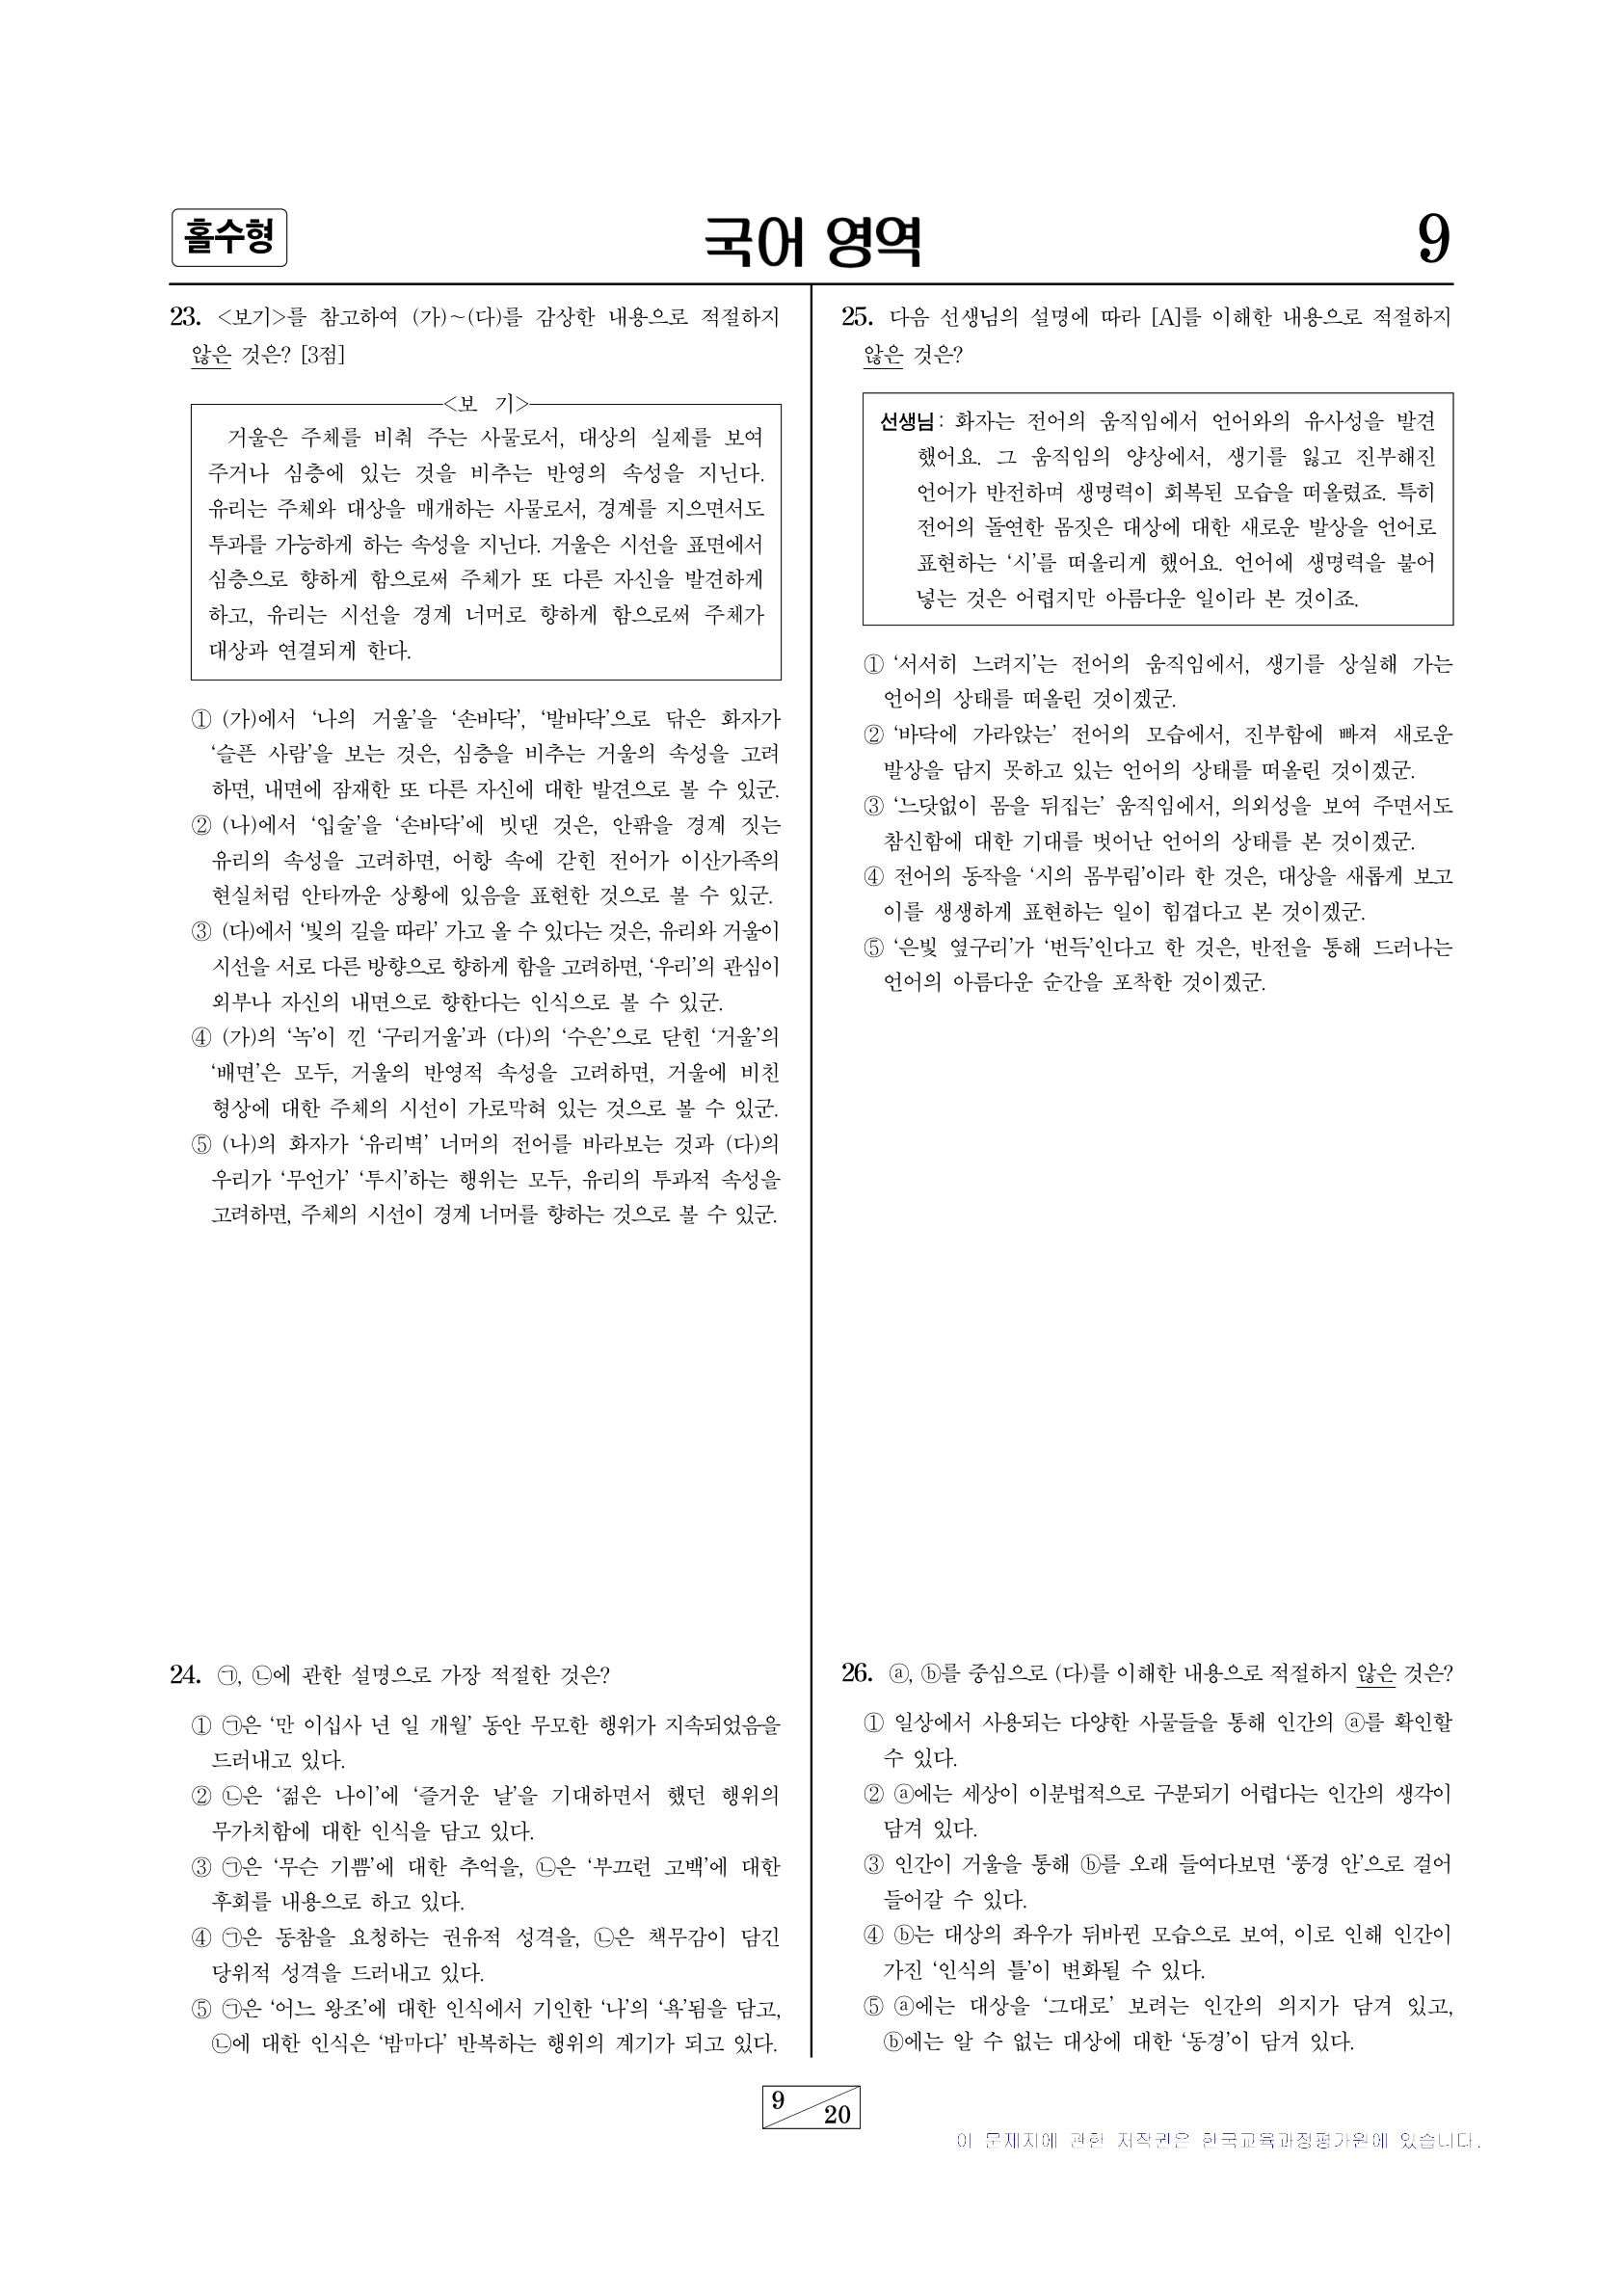 홀수형
국어 영역
9
23. <보기>를 참고하여 (가)~(다)를 감상한 내용으로 적절하지
않은 것은? [3점]
<보 기>
거울은 주체를 비춰 주는 사물로서, 대상의 실제를 보여
주거나 심층에 있는 것을 비추는 반영의 속성을 지닌다.
유리는 주체와 대상을 매개하는 사물로서, 경계를 지으면서도
투과를 가능하게 하는 속성을 지닌다. 거울은 시선을 표면에서
심층으로 향하게 함으로써 주체가 또 다른 자신을 발견하게
하고, 유리는 시선을 경계 너머로 향하게 함으로써 주체가
대상과 연결되게 한다.
① (가)에서 ‘나의 거울’을 ‘손바닥’, ‘발바닥’으로 닦은 화자가
‘슬픈 사람’을 보는 것은, 심층을 비추는 거울의 속성을 고려
하면, 내면에 잠재한 또 다른 자신에 대한 발견으로 볼 수 있군.
② (나)에서 ‘입술’을 ‘손바닥’에 빗댄 것은, 안팎을 경계 짓는
유리의 속성을 고려하면, 어항 속에 갇힌 전어가 이산가족의
현실처럼 안타까운 상황에 있음을 표현한 것으로 볼 수 있군.
③ (다)에서 ‘빛의 길을 따라’ 가고 올 수 있다는 것은, 유리와 거울이
시선을 서로 다른 방향으로 향하게 함을 고려하면, ‘우리’의 관심이
외부나 자신의 내면으로 향한다는 인식으로 볼 수 있군.
④ (가)의 ‘녹’이 낀 ‘구리거울’과 (다)의 ‘수은’으로 닫힌 ‘거울’의
‘배면’은 모두, 거울의 반영적 속성을 고려하면, 거울에 비친
형상에 대한 주체의 시선이 가로막혀 있는 것으로 볼 수 있군.
⑤ (나)의 화자가 ‘유리벽’ 너머의 전어를 바라보는 것과 (다)의
우리가 ‘무언가’ ‘투시’하는 행위는 모두, 유리의 투과적 속성을
고려하면, 주체의 시선이 경계 너머를 향하는 것으로 볼 수 있군.
24. ㉠, ㉡에 관한 설명으로 가장 적절한 것은?
① ㉠은 ‘만 이십사 년 일 개월’ 동안 무모한 행위가 지속되었음을
드러내고 있다.
② ㉡은 ‘젊은 나이’에 ‘즐거운 날’을 기대하면서 했던 행위의
무가치함에 대한 인식을 담고 있다.
③ ㉠은 ‘무슨 기쁨’에 대한 추억을, ㉡은 ‘부끄런 고백’에 대한
후회를 내용으로 하고 있다.
④ ㉠은 동참을 요청하는 권유적 성격을, ㉡은 책무감이 담긴
당위적 성격을 드러내고 있다.
⑤ ㉠은 ‘어느 왕조’에 대한 인식에서 기인한 ‘나’의 ‘욕’됨을 담고,
㉡에 대한 인식은 ‘밤마다’ 반복하는 행위의 계기가 되고 있다.
25. 다음 선생님의 설명에 따라 [A]를 이해한 내용으로 적절하지
않은 것은?
선생님: 화자는 전어의 움직임에서 언어와의 유사성을 발견
했어요. 그 움직임의 양상에서, 생기를 잃고 진부해진
언어가 반전하며 생명력이 회복된 모습을 떠올렸죠. 특히
전어의 돌연한 몸짓은 대상에 대한 새로운 발상을 언어로
표현하는 ‘시’를 떠올리게 했어요. 언어에 생명력을 불어
넣는 것은 어렵지만 아름다운 일이라 본 것이죠.
① ‘서서히 느려지’는 전어의 움직임에서, 생기를 상실해 가는
언어의 상태를 떠올린 것이겠군.
② ‘바닥에 가라앉는’ 전어의 모습에서, 진부함에 빠져 새로운
발상을 담지 못하고 있는 언어의 상태를 떠올린 것이겠군.
③ ‘느닷없이 몸을 뒤집는’ 움직임에서, 의외성을 보여 주면서도
참신함에 대한 기대를 벗어난 언어의 상태를 본 것이겠군.
④ 전어의 동작을 ‘시의 몸부림’이라 한 것은, 대상을 새롭게 보고
이를 생생하게 표현하는 일이 힘겹다고 본 것이겠군.
⑤ ‘은빛 옆구리’가 ‘번득’인다고 한 것은, 반전을 통해 드러나는
언어의 아름다운 순간을 포착한 것이겠군.
26. ⓐ, ⓑ를 중심으로 (다)를 이해한 내용으로 적절하지 않은 것은?
① 일상에서 사용되는 다양한 사물들을 통해 인간의 ⓐ를 확인할
수 있다.
② ⓐ에는 세상이 이분법적으로 구분되기 어렵다는 인간의 생각이
담겨 있다.
③ 인간이 거울을 통해 ⓑ를 오래 들여다보면 ‘풍경 안’으로 걸어
들어갈 수 있다.
④ ⓑ는 대상의 좌우가 뒤바뀐 모습으로 보여, 이로 인해 인간이
가진 ‘인식의 틀’이 변화될 수 있다.
⑤ ⓐ에는 대상을 ‘그대로’ 보려는 인간의 의지가 담겨 있고,
ⓑ에는 알 수 없는 대상에 대한 ‘동경’이 담겨 있다.
9
20
이 문제지에 관한 저작권은 한국교육과정평가원에 있습니다.